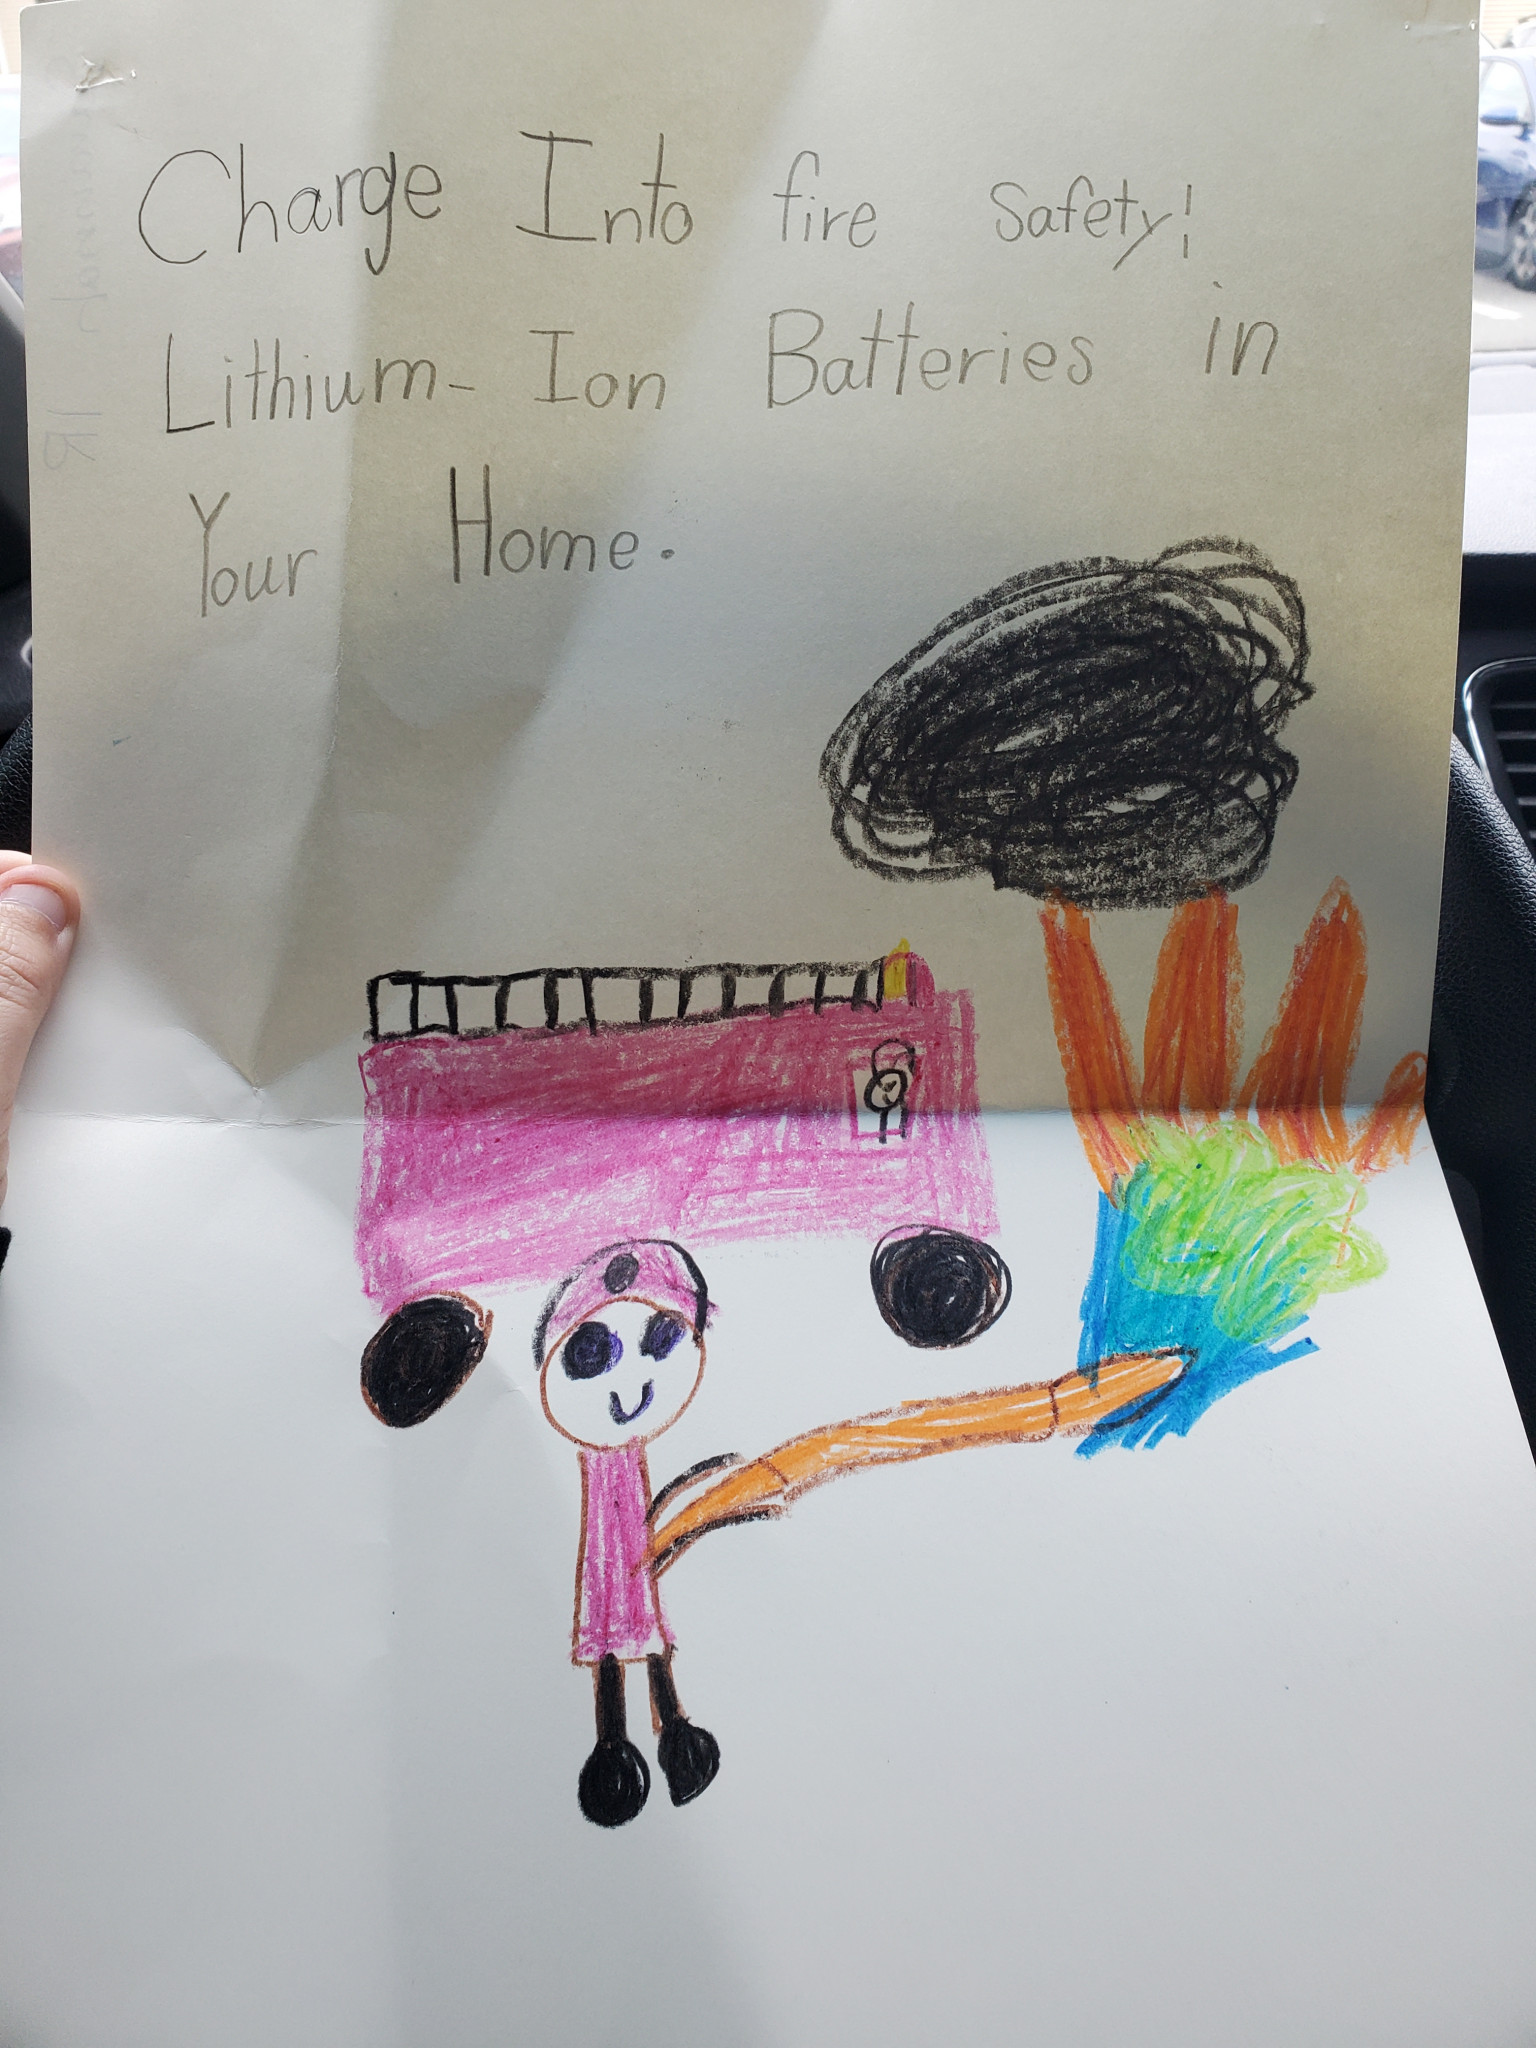 Charge Into fire Safety!
Lithium-Ion Batteries in
Your Home.